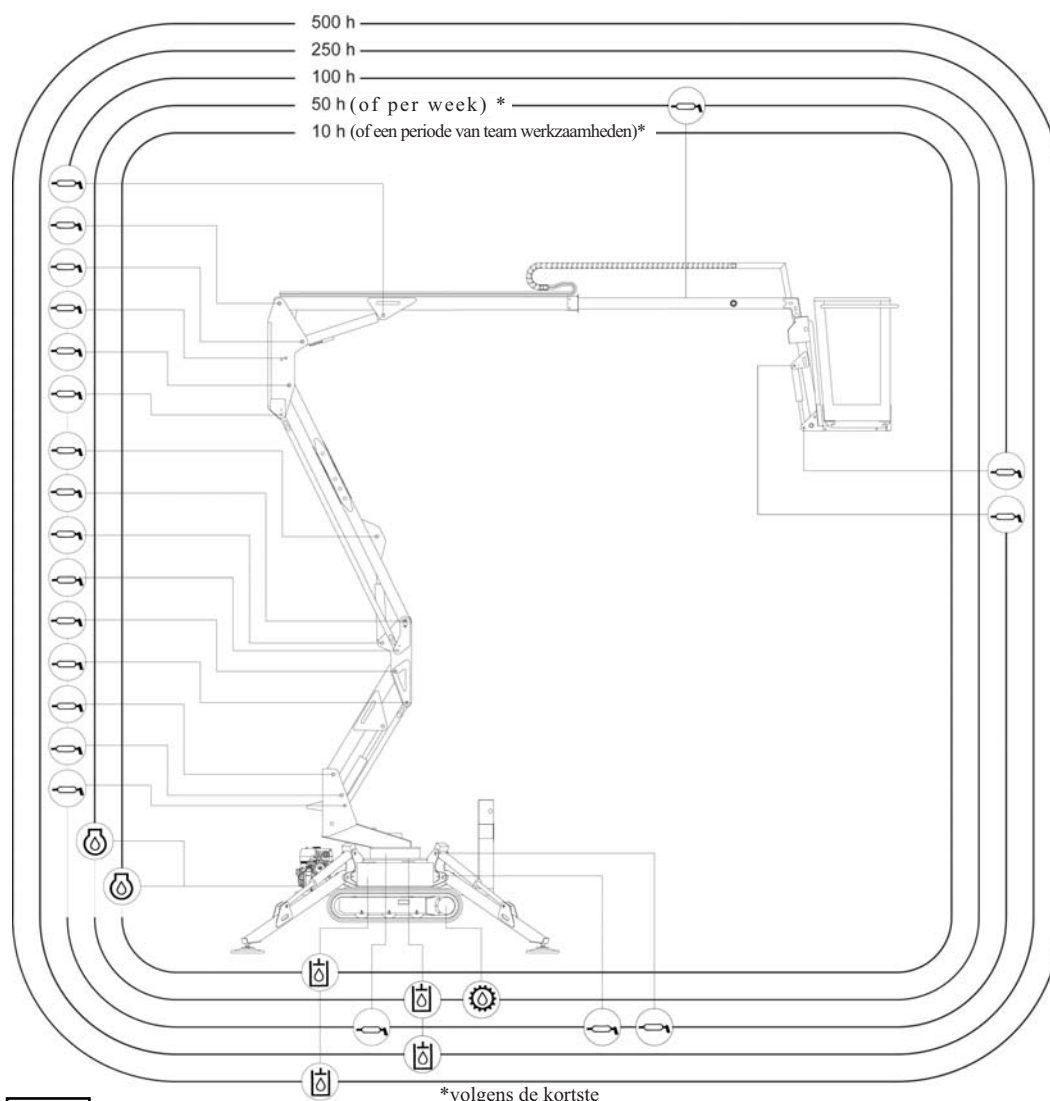 500 h
250 h
100 h
50 h (of per week) *
10 h (of een periode van team werkzaamheden)*
*volgens de kortste